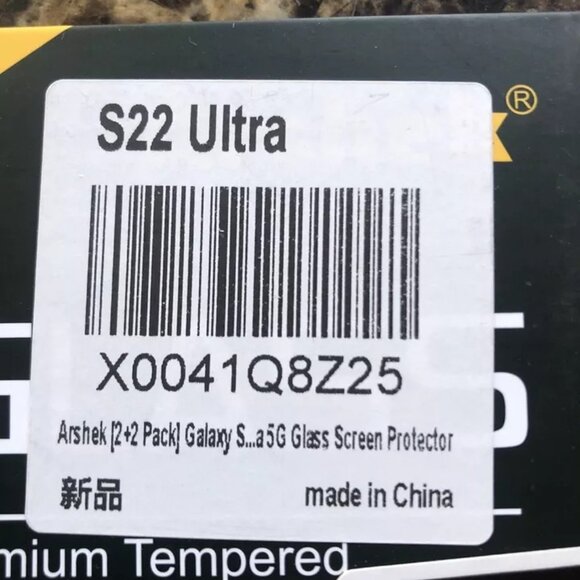 S22 Ultra
®
X0041Q8Z25
Arshek [2+2 Pack] Galaxy S...a 5G Glass Screen Protector
新品
made in China
mium Tempered